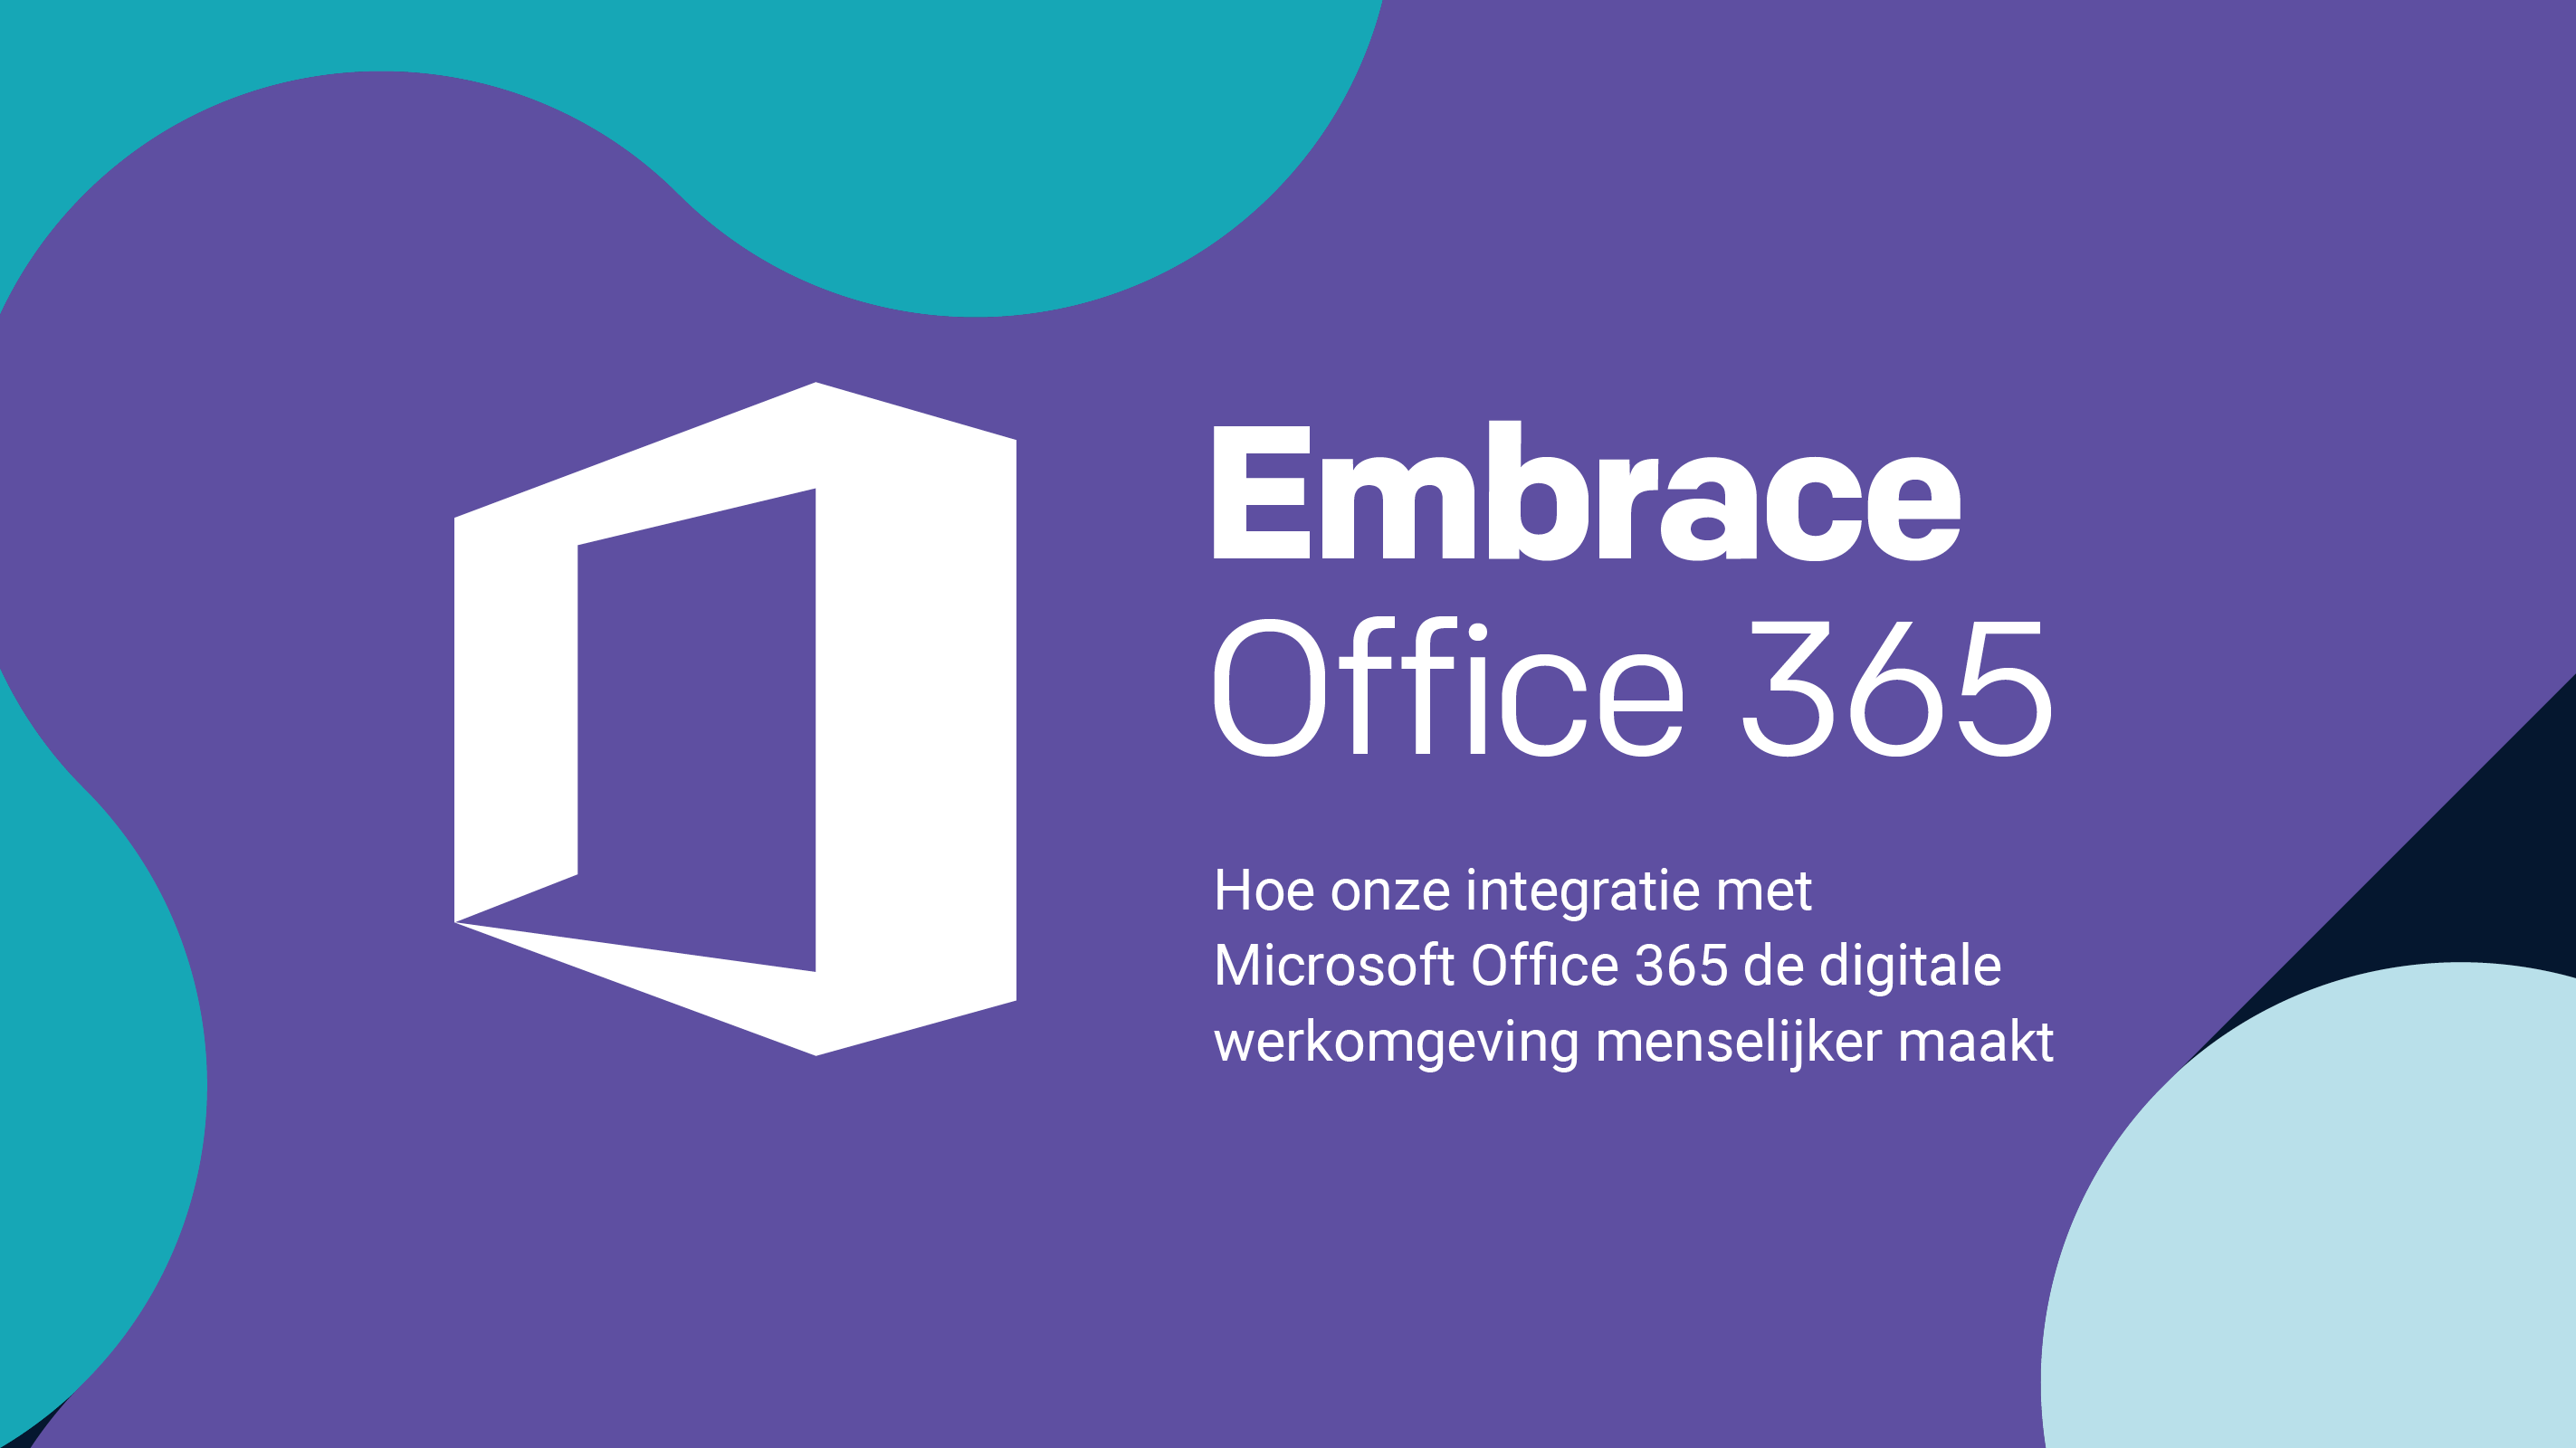 Embrace
Office 365
Hoe onze integratie met
Microsoft Office 365 de digitale
werkomgeving menselijker maakt